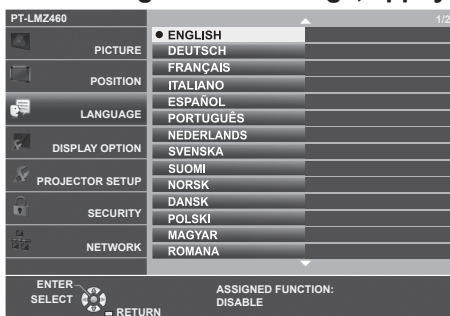 PT-LMZ460
1/2
PICTURE
POSITION
LANGUAGE
DISPLAY OPTION
PROJECTOR SETUP
SECURITY
NETWORK
● ENGLISH
DEUTSCH
FRANÇAIS
ITALIANO
ESPAÑOL
PORTUGUÊS
NEDERLANDS
SVENSKA
SUOMI
NORSK
DANSK
POLSKI
MAGYAR
ROMANA
ENTER
SELECT
RETURN
ASSIGNED FUNCTION:
DISABLE